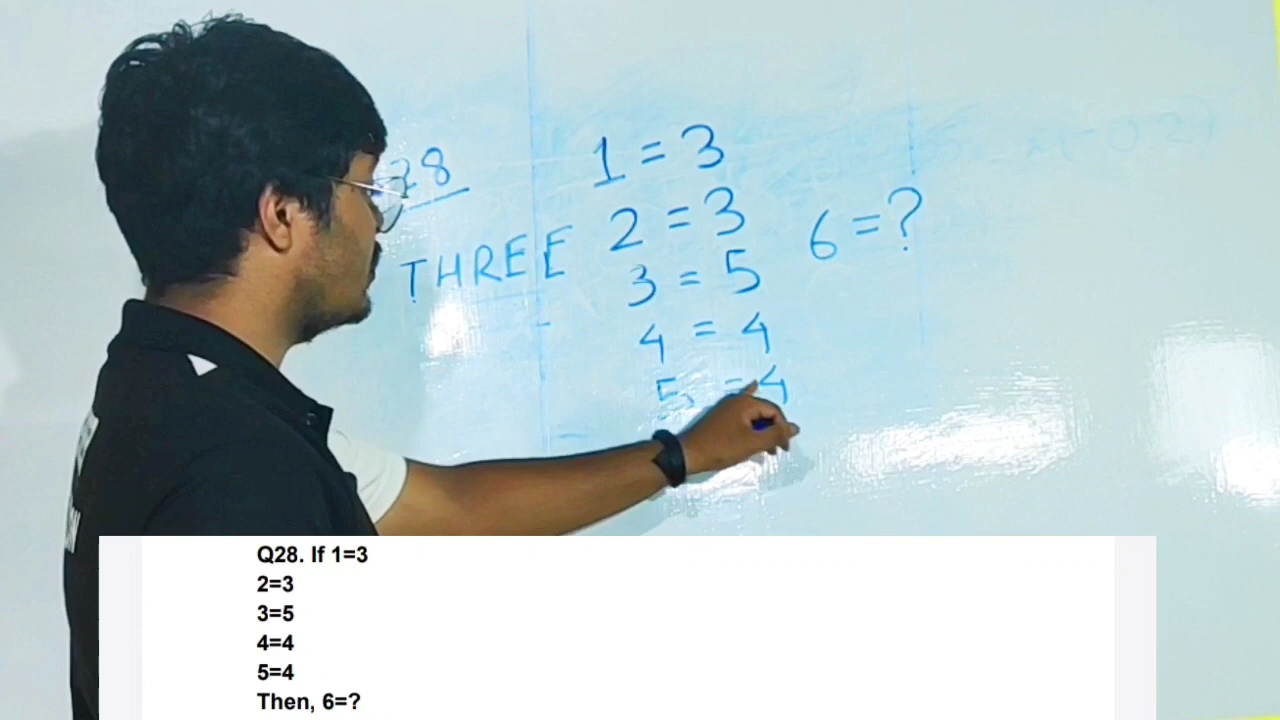 28
1 = 3
2 = 3
6 = ?
THREE
3 = 5
4 = 4
5 = 4
Q28. If 1=3
2=3
3=5
4=4
5=4
Then, 6=?